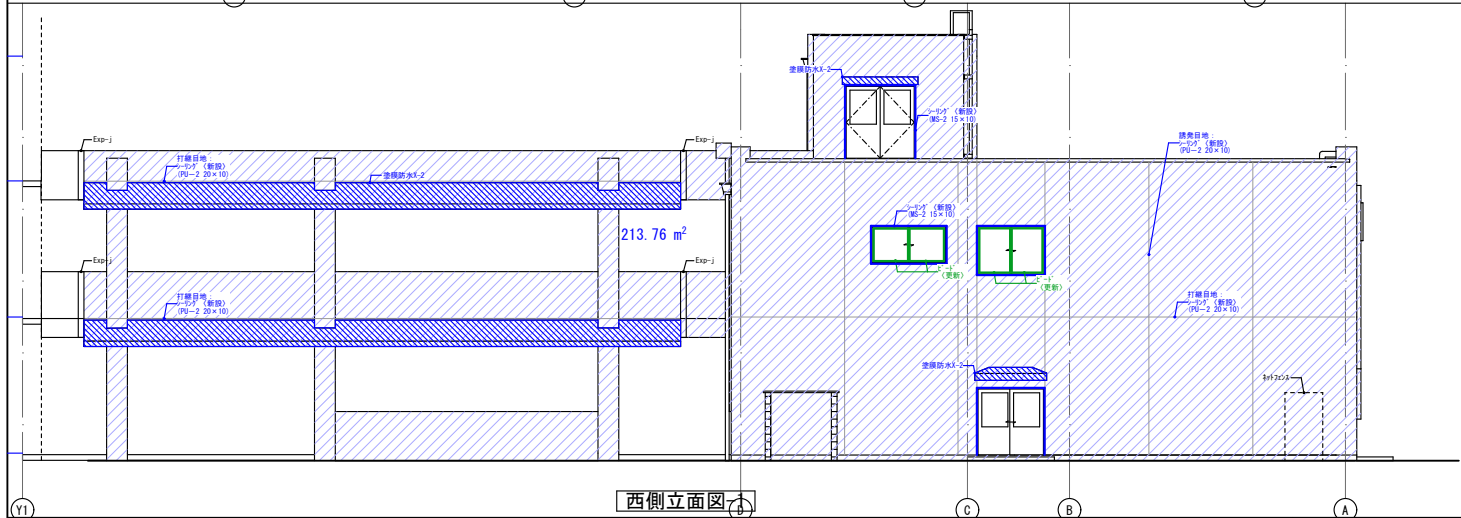 塗膜防水X-2
シーリング（新設）
(MS-2 15×10)
Exp-j
Exp-j
誘発目地：
シーリング（新設）
(PU-2 20×10)
打継目地：
シーリング（新設）
(PU-2 20×10)
塗膜防水X-2
シーリング（新設）
(MS-2 15×10)
213.76 m²
Exp-j
Exp-j
ビード
（更新）
ビード
（更新）
打継目地：
シーリング（新設）
(PU-2 20×10)
打継目地：
シーリング（新設）
(PU-2 20×10)
塗膜防水X-2
ネットフェンス
西側立面図-1
Y1
D
C
B
A